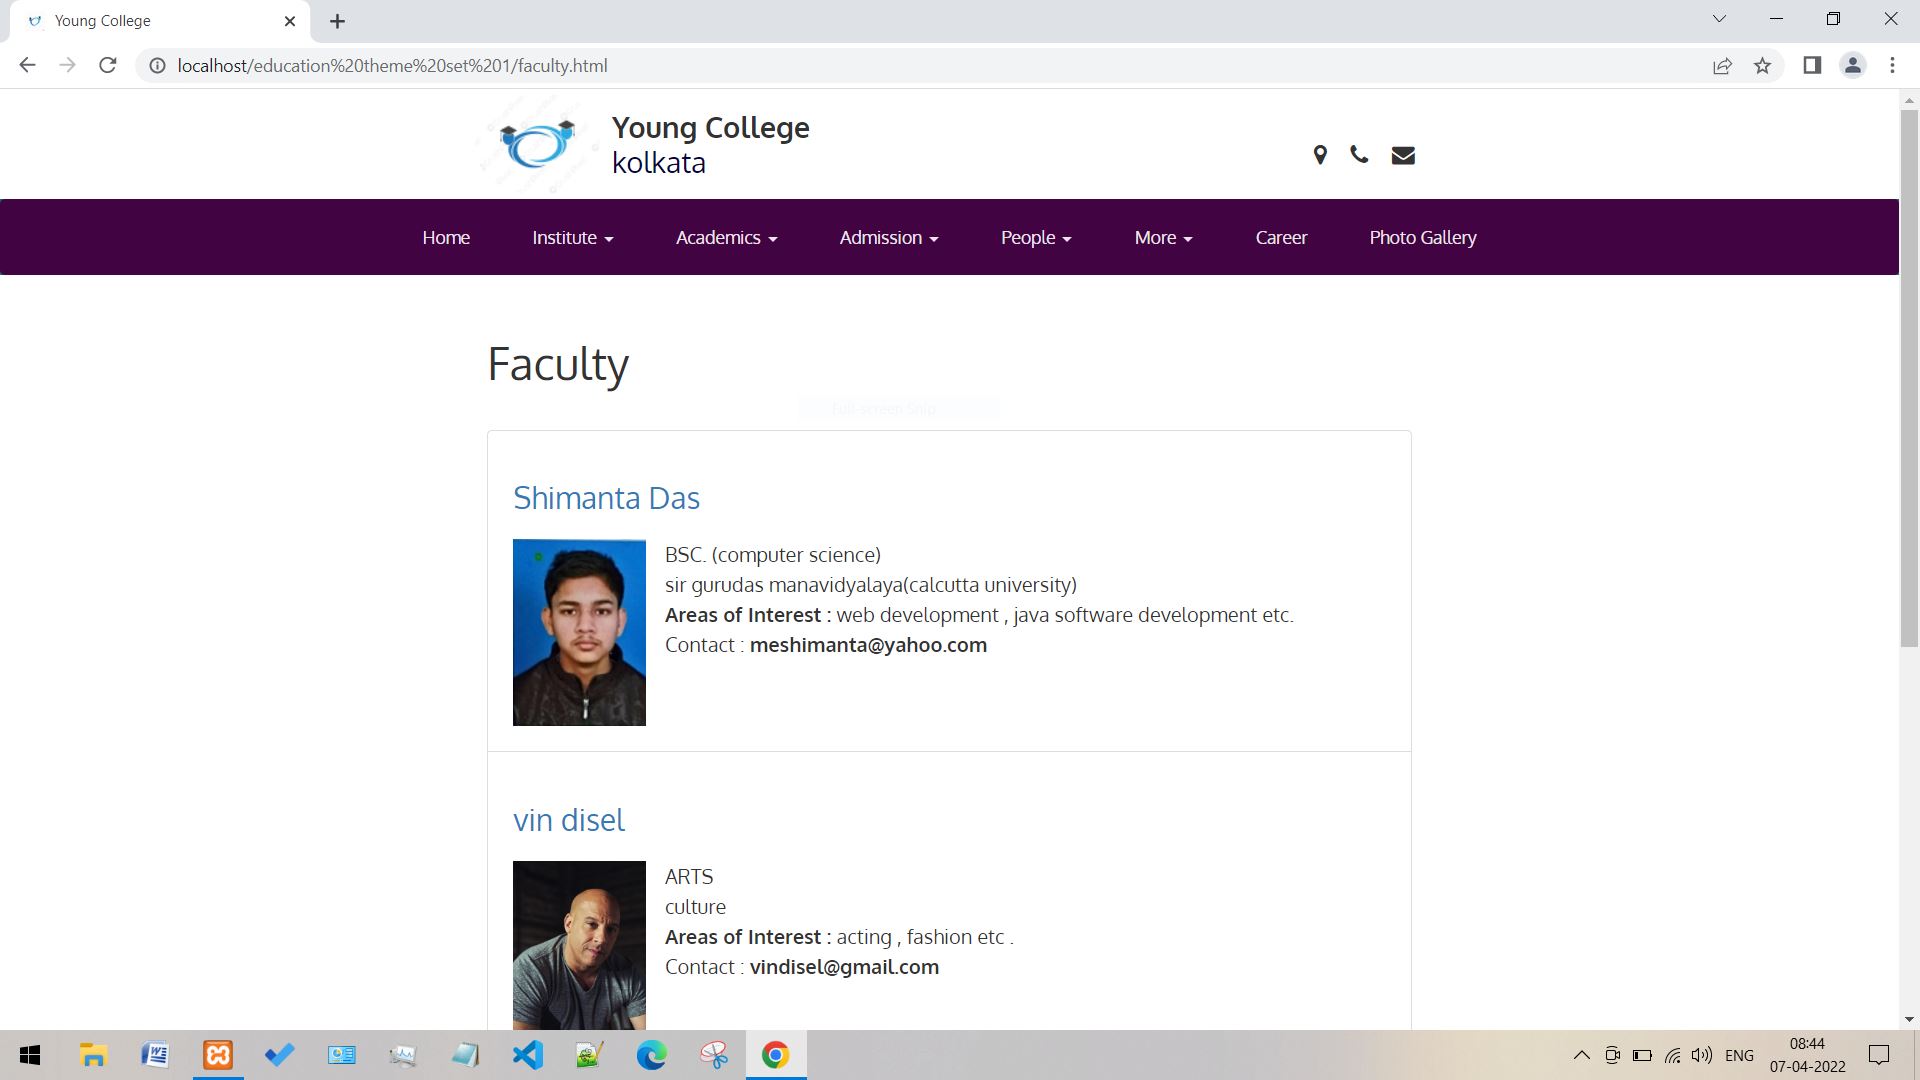 Young College
localhost/education%20theme%20set%201/faculty.html
Young College
kolkata
Home Institute Academics Admission People More Career Photo Gallery
Faculty
Full-screen Snip
Shimanta Das
BSC. (computer science)
sir gurudas manavidyalaya(calcutta university)
Areas of Interest : web development , java software development etc.
Contact : meshimanta@yahoo.com
vin disel
ARTS
culture
Areas of Interest : acting , fashion etc .
Contact : vindisel@gmail.com
ENG
08:44
07-04-2022